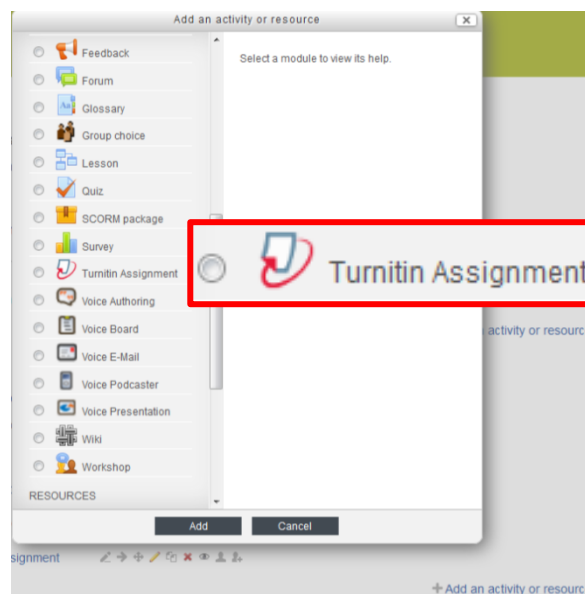 Add an activity or resource
Feedback
Select a module to view its help.
Forum
Glossary
Group choice
Lesson
Quiz
SCORM package
Survey
Turnitin Assignment
Turnitin Assignment
Voice Authoring
Voice Board
activity or resourc
Voice E-Mail
Voice Podcaster
Voice Presentation
Wiki
Workshop
RESOURCES
Add Cancel
signment
+Add an activity or resourc